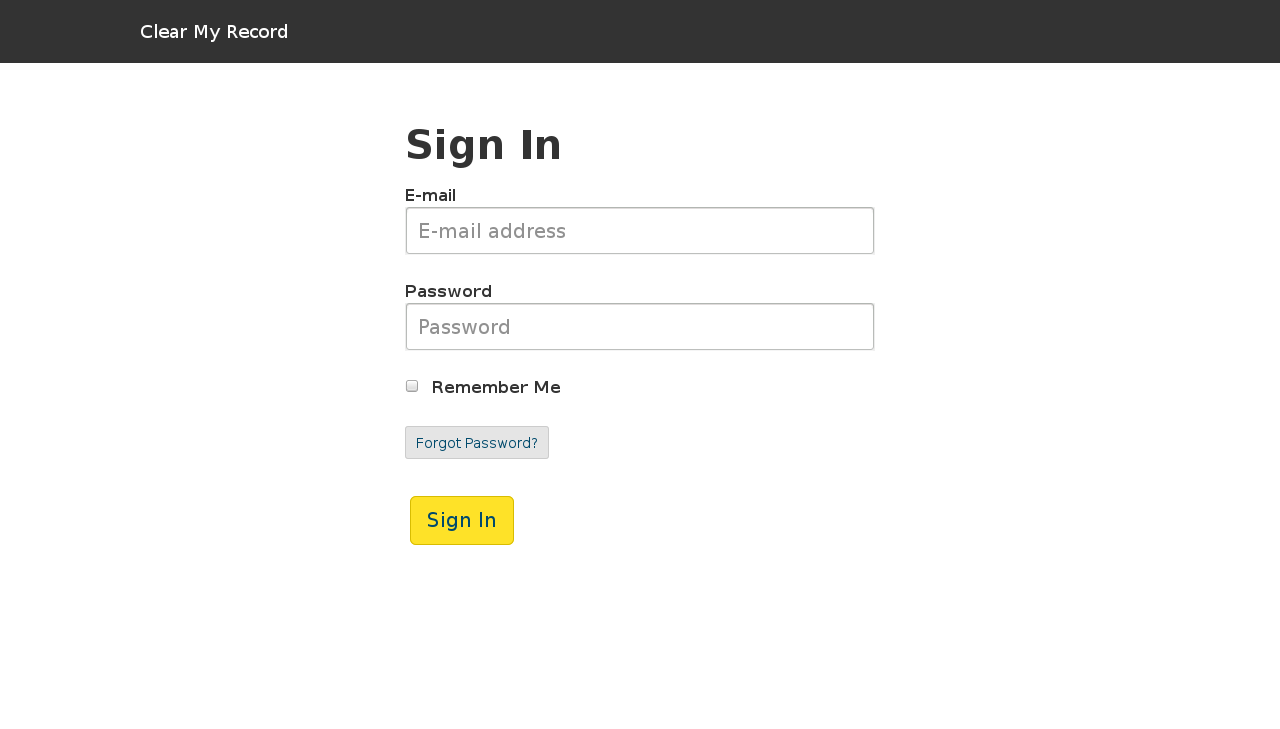 Clear My Record
Sign In
E-mail
E-mail address
Password
Password
Remember Me
Forgot Password?
Sign In